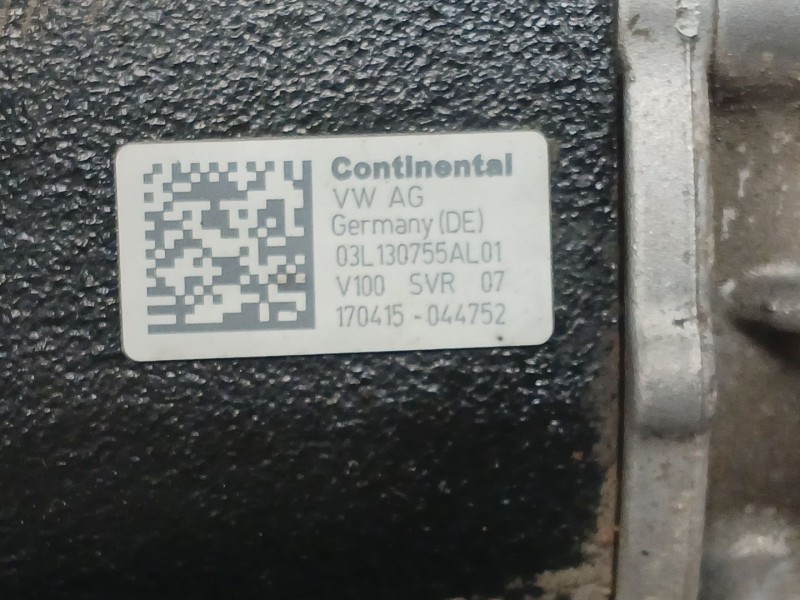 Continental
VW AG
Germany (DE)
03L130755AL01
V100 SVR 07
170415 - 044752